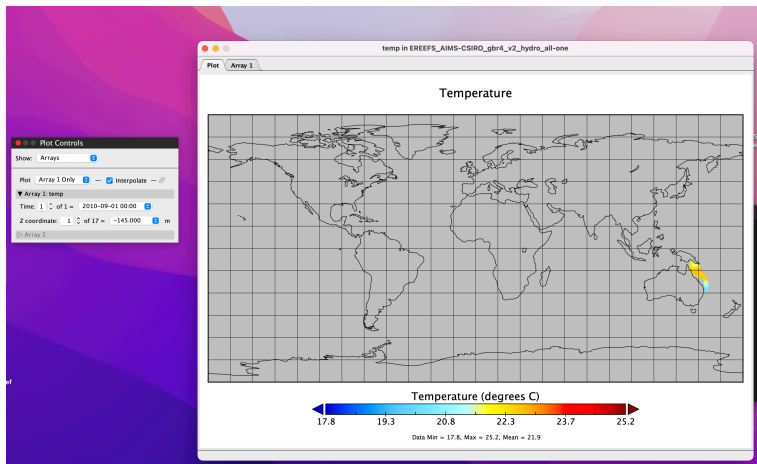 temp in EREEFS_AIMS-CSIRO_gbr4_v2_hydro_all-one
Plot Array 1
Temperature
Plot Controls
Show: Arrays
Plot Array 1 Only — Interpolate —
▼ Array 1: temp
Time: 1 of 1 = 2010-09-01 00:00
Z coordinate: 1 of 17 = -145.000 m
▷ Array 2
ef
Temperature (degrees C)
17.8 19.3 20.8 22.3 23.7 25.2
Data Min = 17.8, Max = 25.2, Mean = 21.9